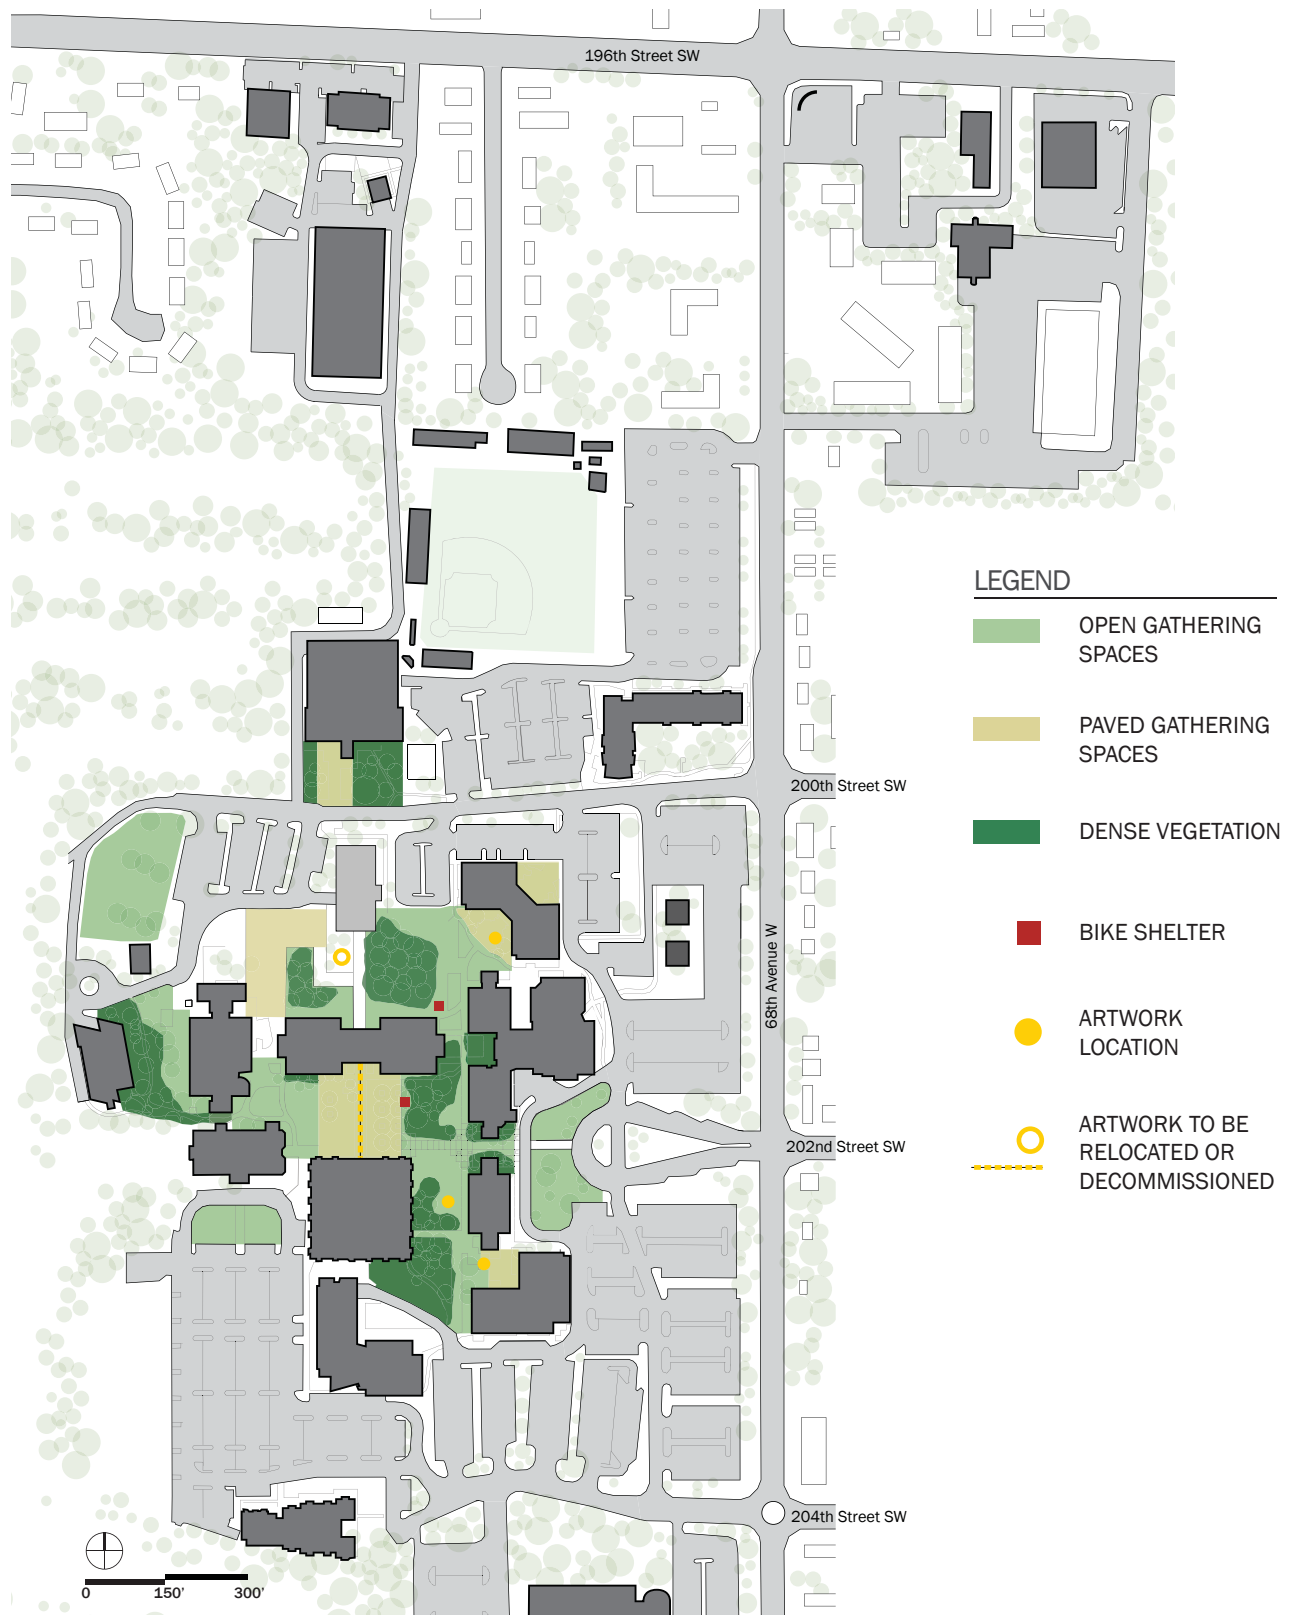 196th Street SW
LEGEND
OPEN GATHERING
SPACES
PAVED GATHERING
SPACES
200th Street SW
DENSE VEGETATION
BIKE SHELTER
68th Avenue W
ARTWORK
LOCATION
ARTWORK TO BE
RELOCATED OR
DECOMMISSIONED
202nd Street SW
204th Street SW
0 150' 300'